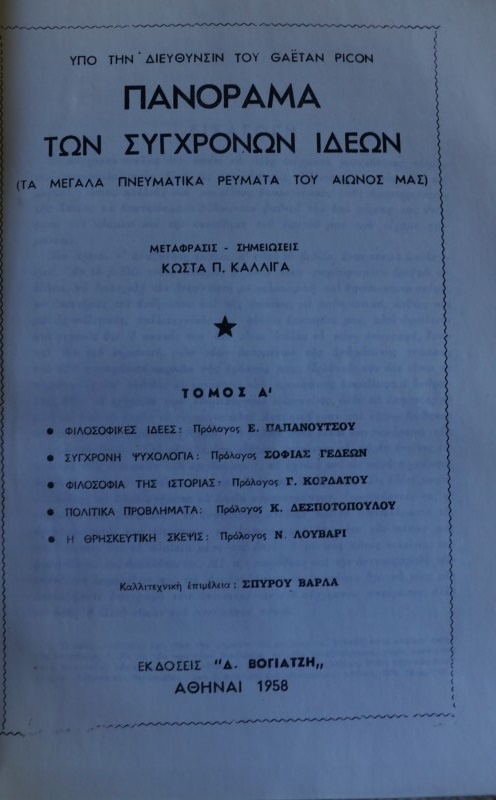 ΥΠΟ ΤΗΝ ΔΙΕΥΘΥΝΣΙΝ ΤΟΥ GAËTAN PICON
ΠΑΝΟΡΑΜΑ
ΤΩΝ ΣΥΓΧΡΟΝΩΝ ΙΔΕΩΝ
(ΤΑ ΜΕΓΑΛΑ ΠΝΕΥΜΑΤΙΚΑ ΡΕΥΜΑΤΑ ΤΟΥ ΑΙΩΝΟΣ ΜΑΣ)
ΜΕΤΑΦΡΑΣΙΣ - ΣΗΜΕΙΩΣΕΙΣ
ΚΩΣΤΑ Π. ΚΑΛΛΙΓΑ
★
ΤΟΜΟΣ Α'
● ΦΙΛΟΣΟΦΙΚΕΣ ΙΔΕΕΣ: Πρόλογος Ε. ΠΑΠΑΝΟΥΤΣΟΥ
● ΣΥΓΧΡΟΝΗ ΨΥΧΟΛΟΓΙΑ: Πρόλογος ΣΟΦΙΑΣ ΓΕΔΕΩΝ
● ΦΙΛΟΣΟΦΙΑ ΤΗΣ ΙΣΤΟΡΙΑΣ: Πρόλογος Γ. ΚΟΡΔΑΤΟΥ
● ΠΟΛΙΤΙΚΑ ΠΡΟΒΛΗΜΑΤΑ: Πρόλογος Κ. ΔΕΣΠΟΤΟΠΟΥΛΟΥ
● Η ΘΡΗΣΚΕΥΤΙΚΗ ΣΚΕΨΙΣ: Πρόλογος Ν. ΛΟΥΒΑΡΙ
Καλλιτεχνική ἐπιμέλεια: ΣΠΥΡΟΥ ΒΑΡΛΑ
ΕΚΔΟΣΕΙΣ "Δ. ΒΟΓΙΑΤΖΗ,,
ΑΘΗΝΑΙ 1958